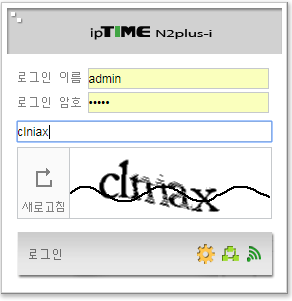 ipTIME N2plus-i
로그인 이름 admin
로그인 암호 •••••
clniax
새로고침 clniax
로그인